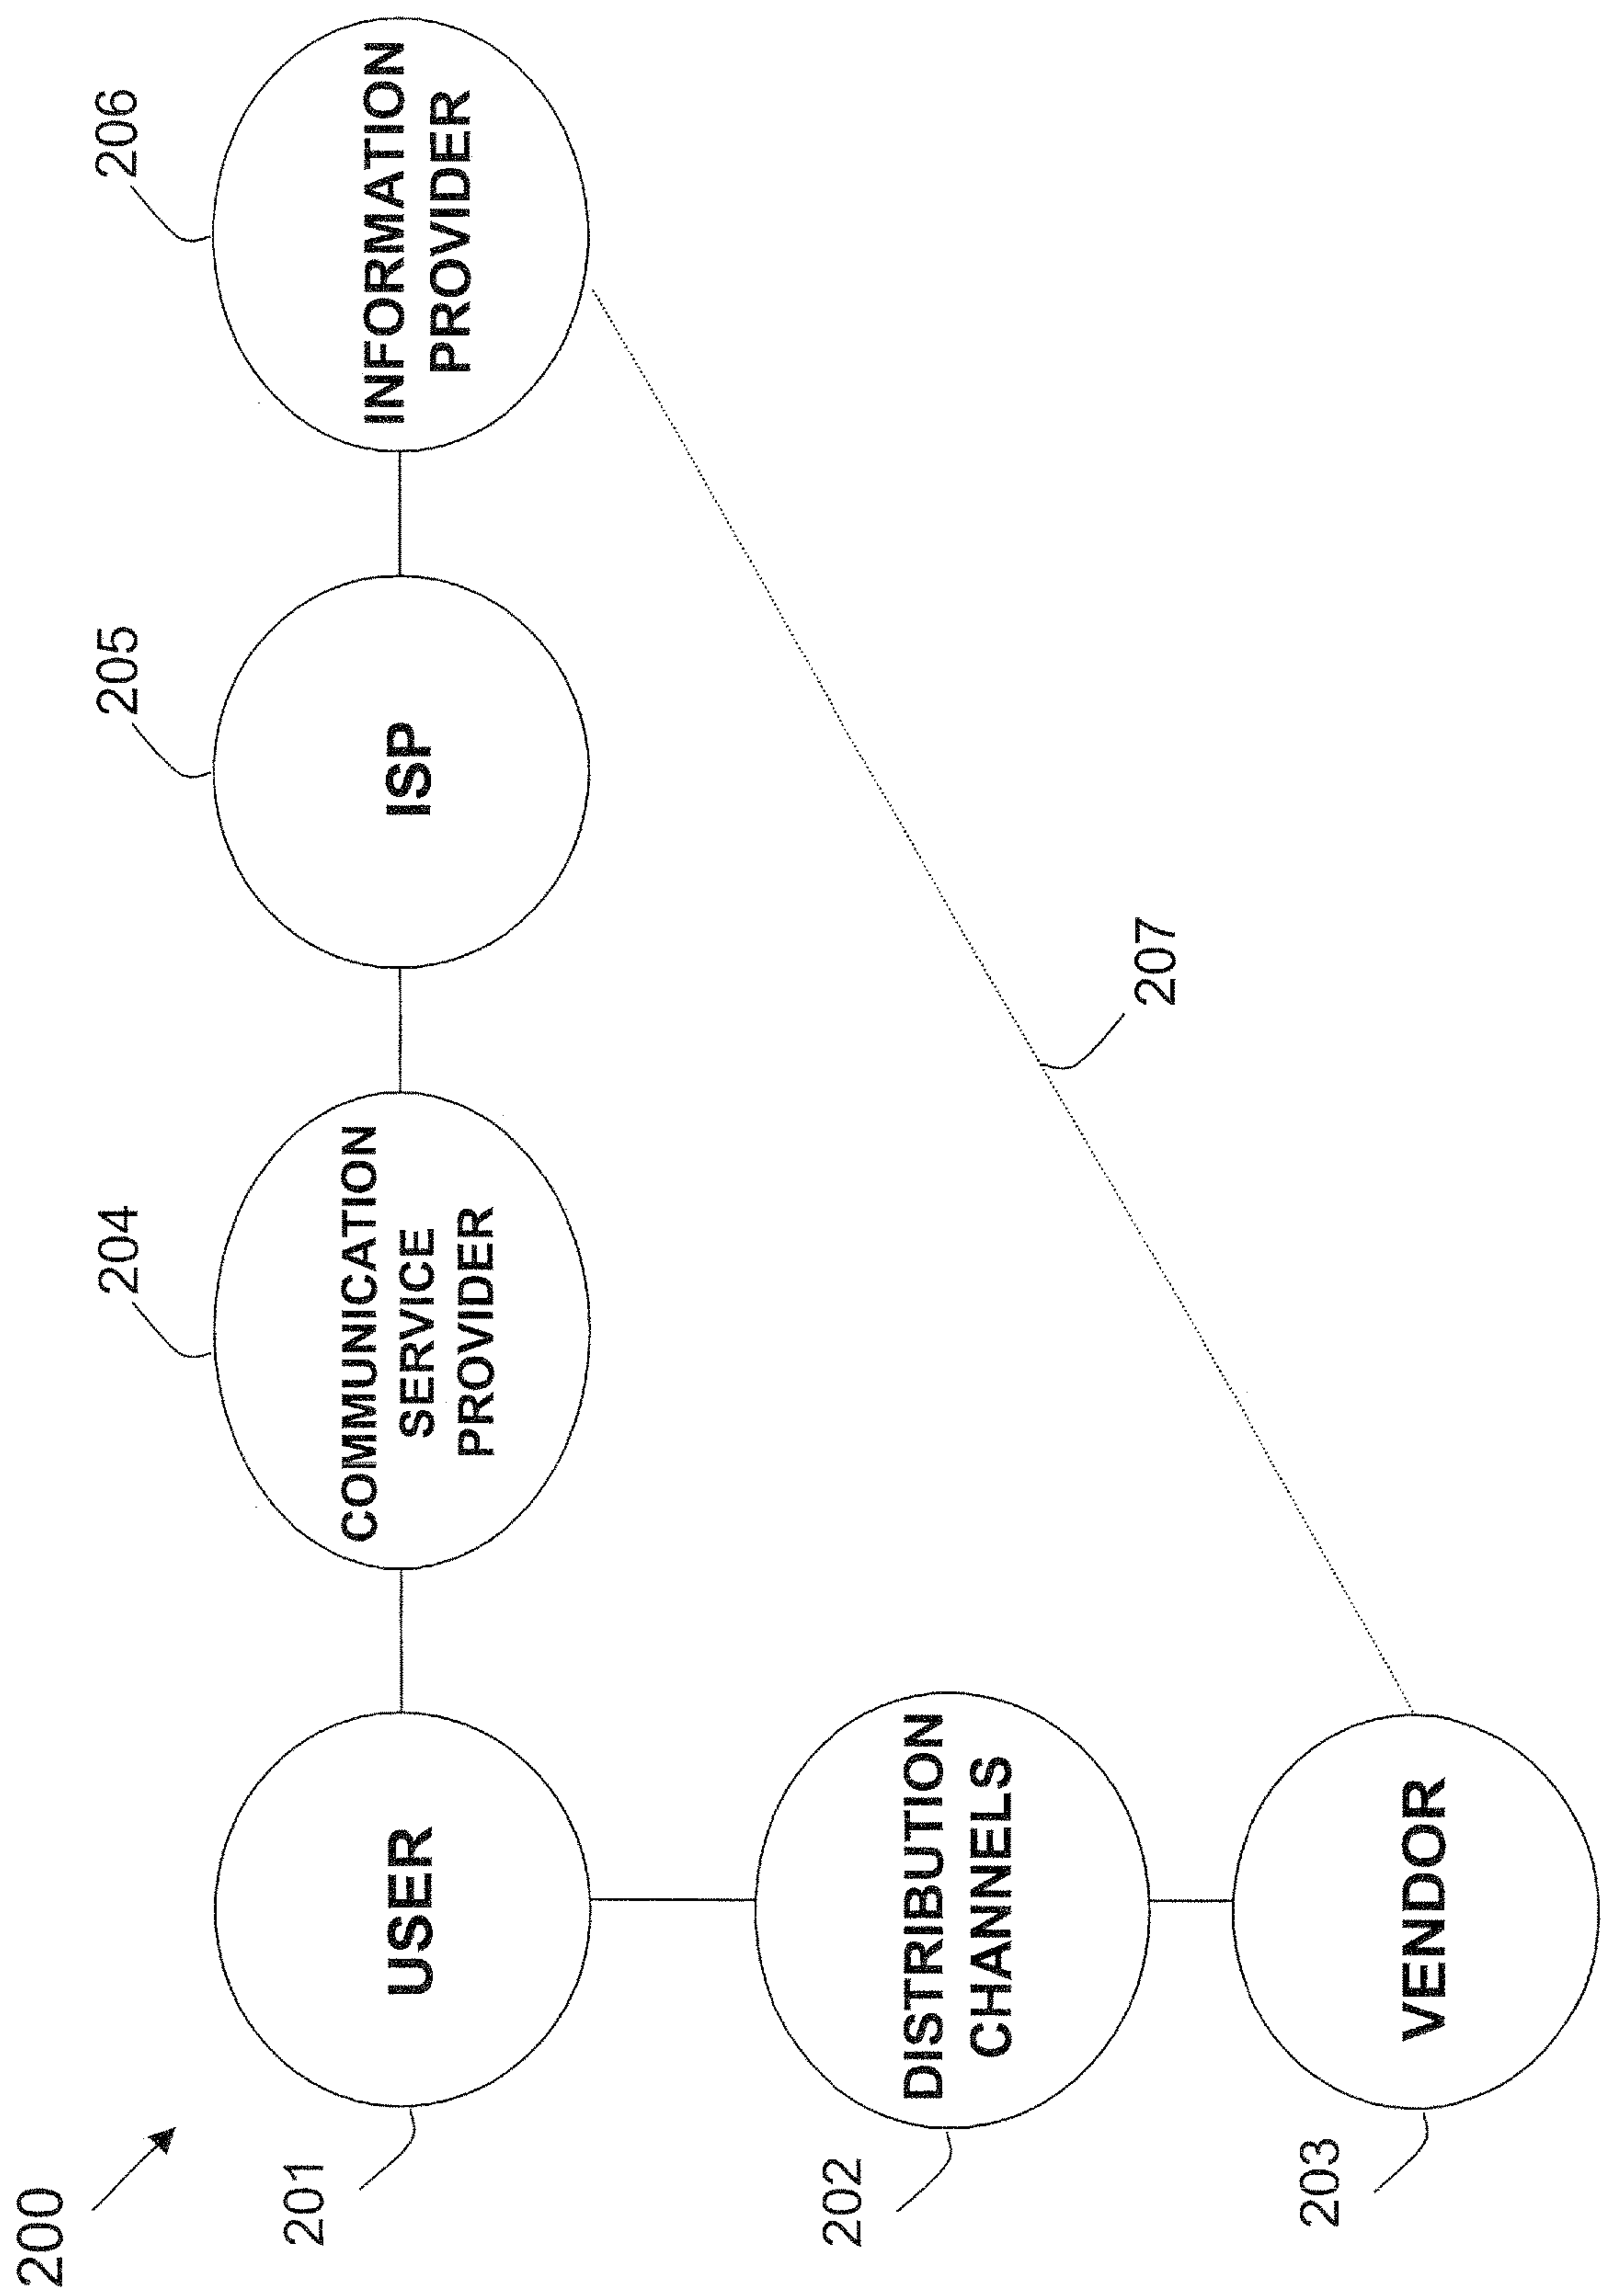 200
201
USER
204
COMMUNICATION
SERVICE
PROVIDER
205
ISP
206
INFORMATION
PROVIDER
202
DISTRIBUTION
CHANNELS
207
203
VENDOR